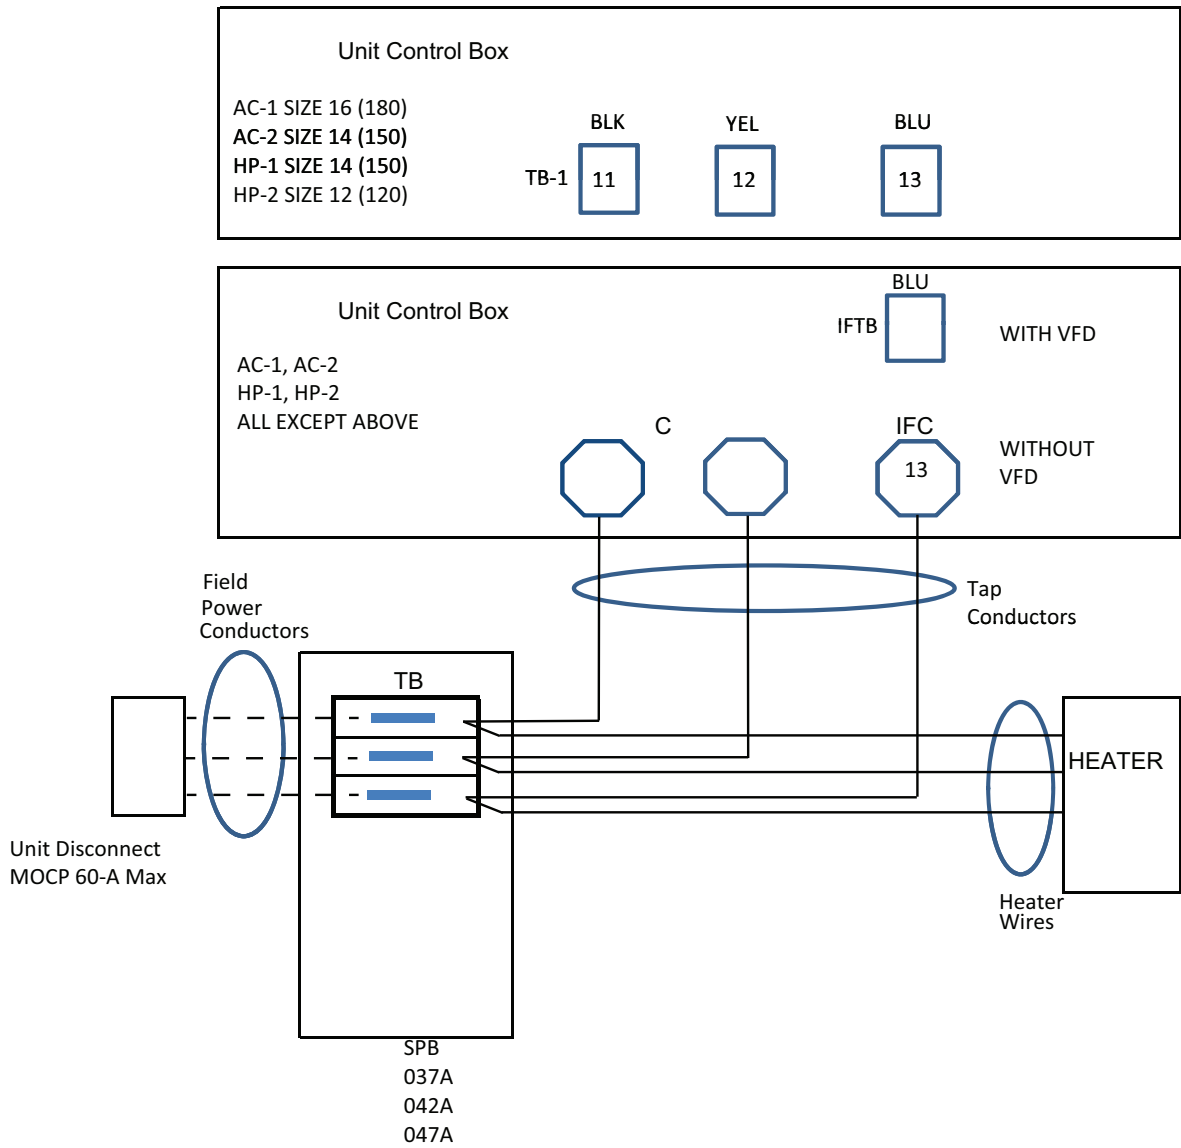 Unit Control Box
AC-1 SIZE 16 (180)
AC-2 SIZE 14 (150)
HP-1 SIZE 14 (150)
HP-2 SIZE 12 (120)
BLK
YEL
BLU
TB-1
11
12
13
Unit Control Box
AC-1, AC-2
HP-1, HP-2
ALL EXCEPT ABOVE
BLU
IFTB
WITH VFD
C
IFC
13
WITHOUT
VFD
Field
Power
Conductors
Tap
Conductors
TB
HEATER
Unit Disconnect
MOCP 60-A Max
Heater
Wires
SPB
037A
042A
047A